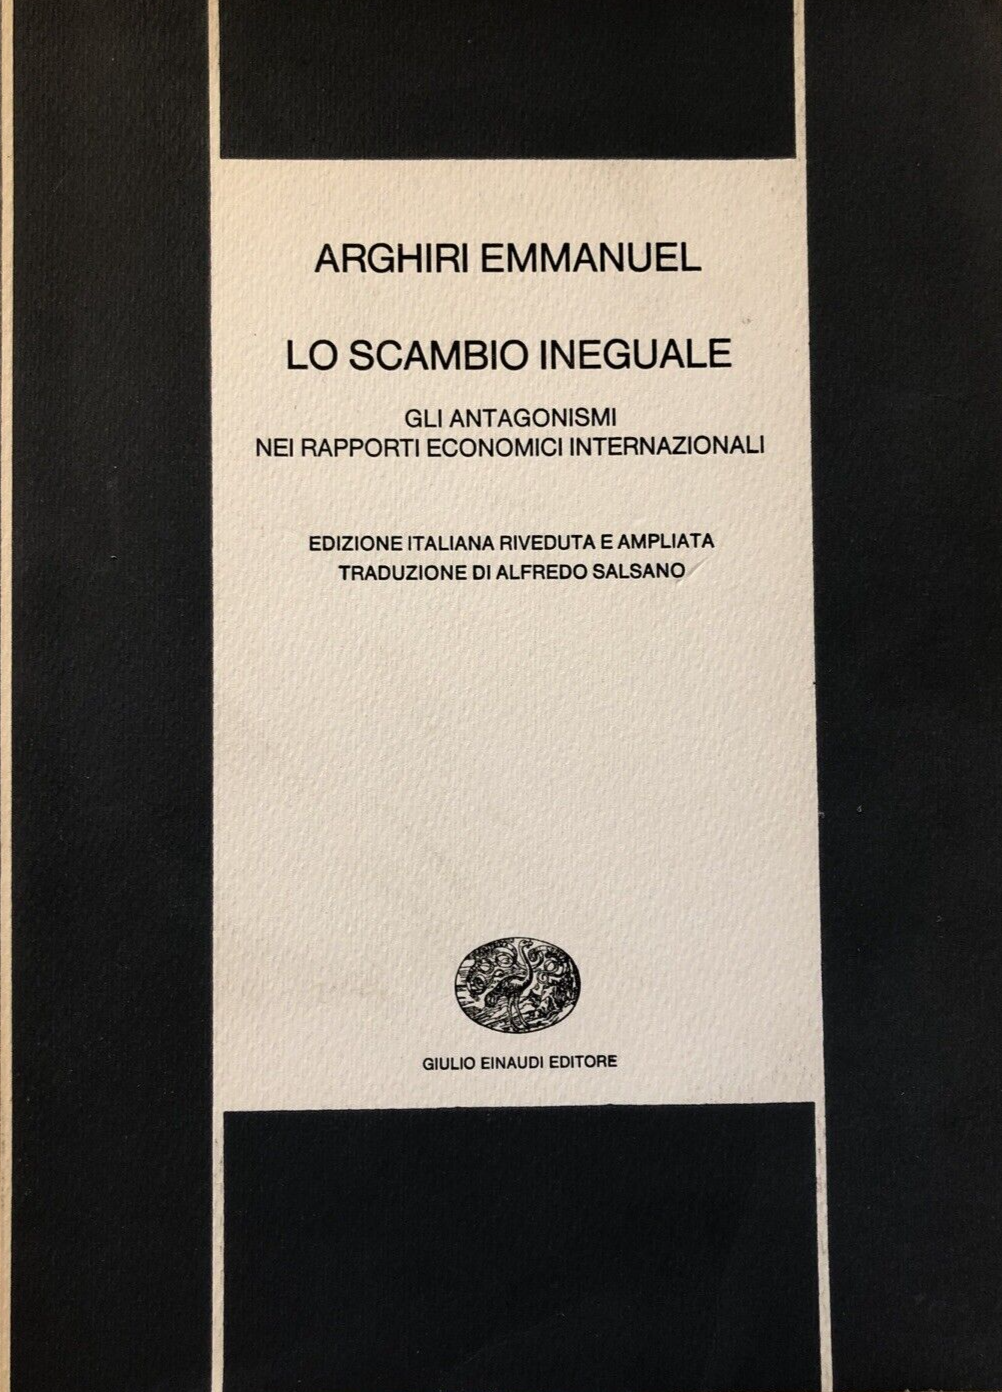 ARGHIRI EMMANUEL
LO SCAMBIO INEGUALE
GLI ANTAGONISMI
NEI RAPPORTI ECONOMICI INTERNAZIONALI
EDIZIONE ITALIANA RIVEDUTA E AMPLIATA
TRADUZIONE DI ALFREDO SALSANO
GIULIO EINAUDI EDITORE